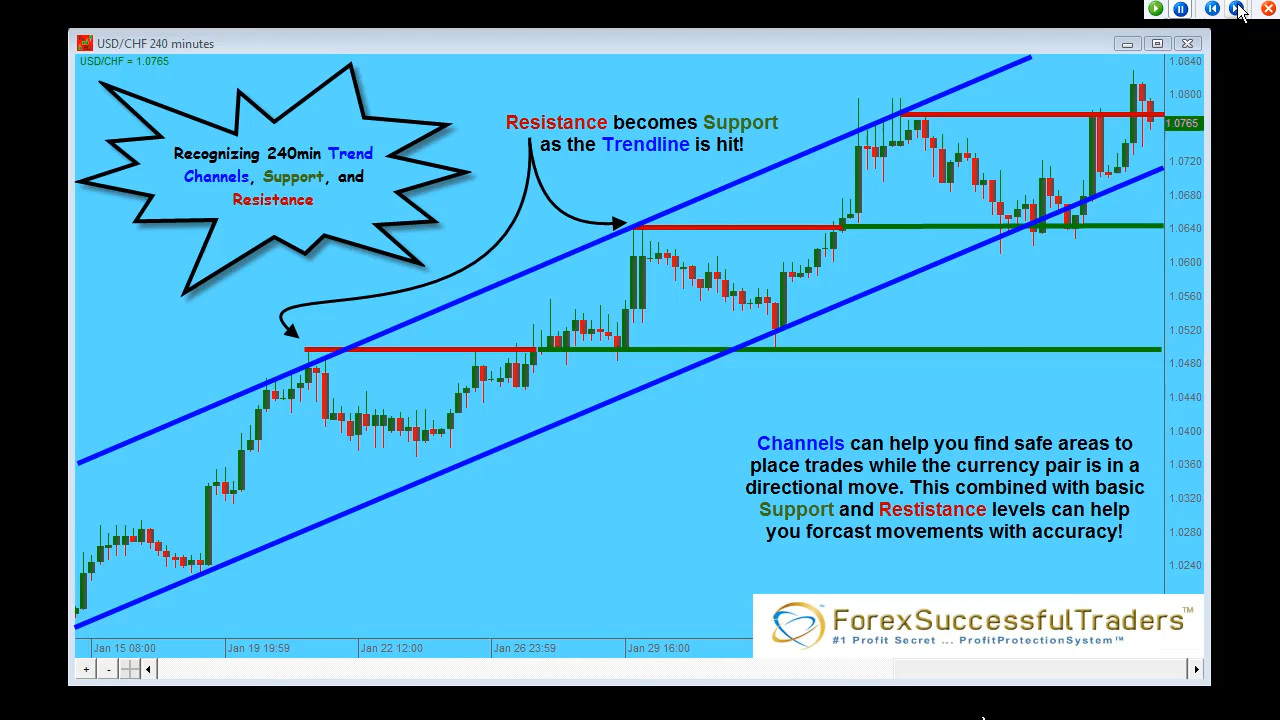 USD/CHF 240 minutes
USD/CHF = 1.0765
Recognizing 240min Trend
Channels, Support, and
Resistance
Resistance becomes Support
as the Trendline is hit!
1.0840
1.0800
1.0765
1.0720
1.0680
1.0640
1.0600
1.0560
1.0520
1.0480
1.0440
1.0400
1.0360
1.0320
1.0280
1.0240
Channels can help you find safe areas to
place trades while the currency pair is in a
directional move. This combined with basic
Support and Restistance levels can help
you forcast movements with accuracy!
ForexSuccessfulTraders™
#1 Profit Secret ... ProfitProtectionSystem™
Jan 15 08:00
Jan 19 19:59
Jan 22 12:00
Jan 26 23:59
Jan 29 16:00